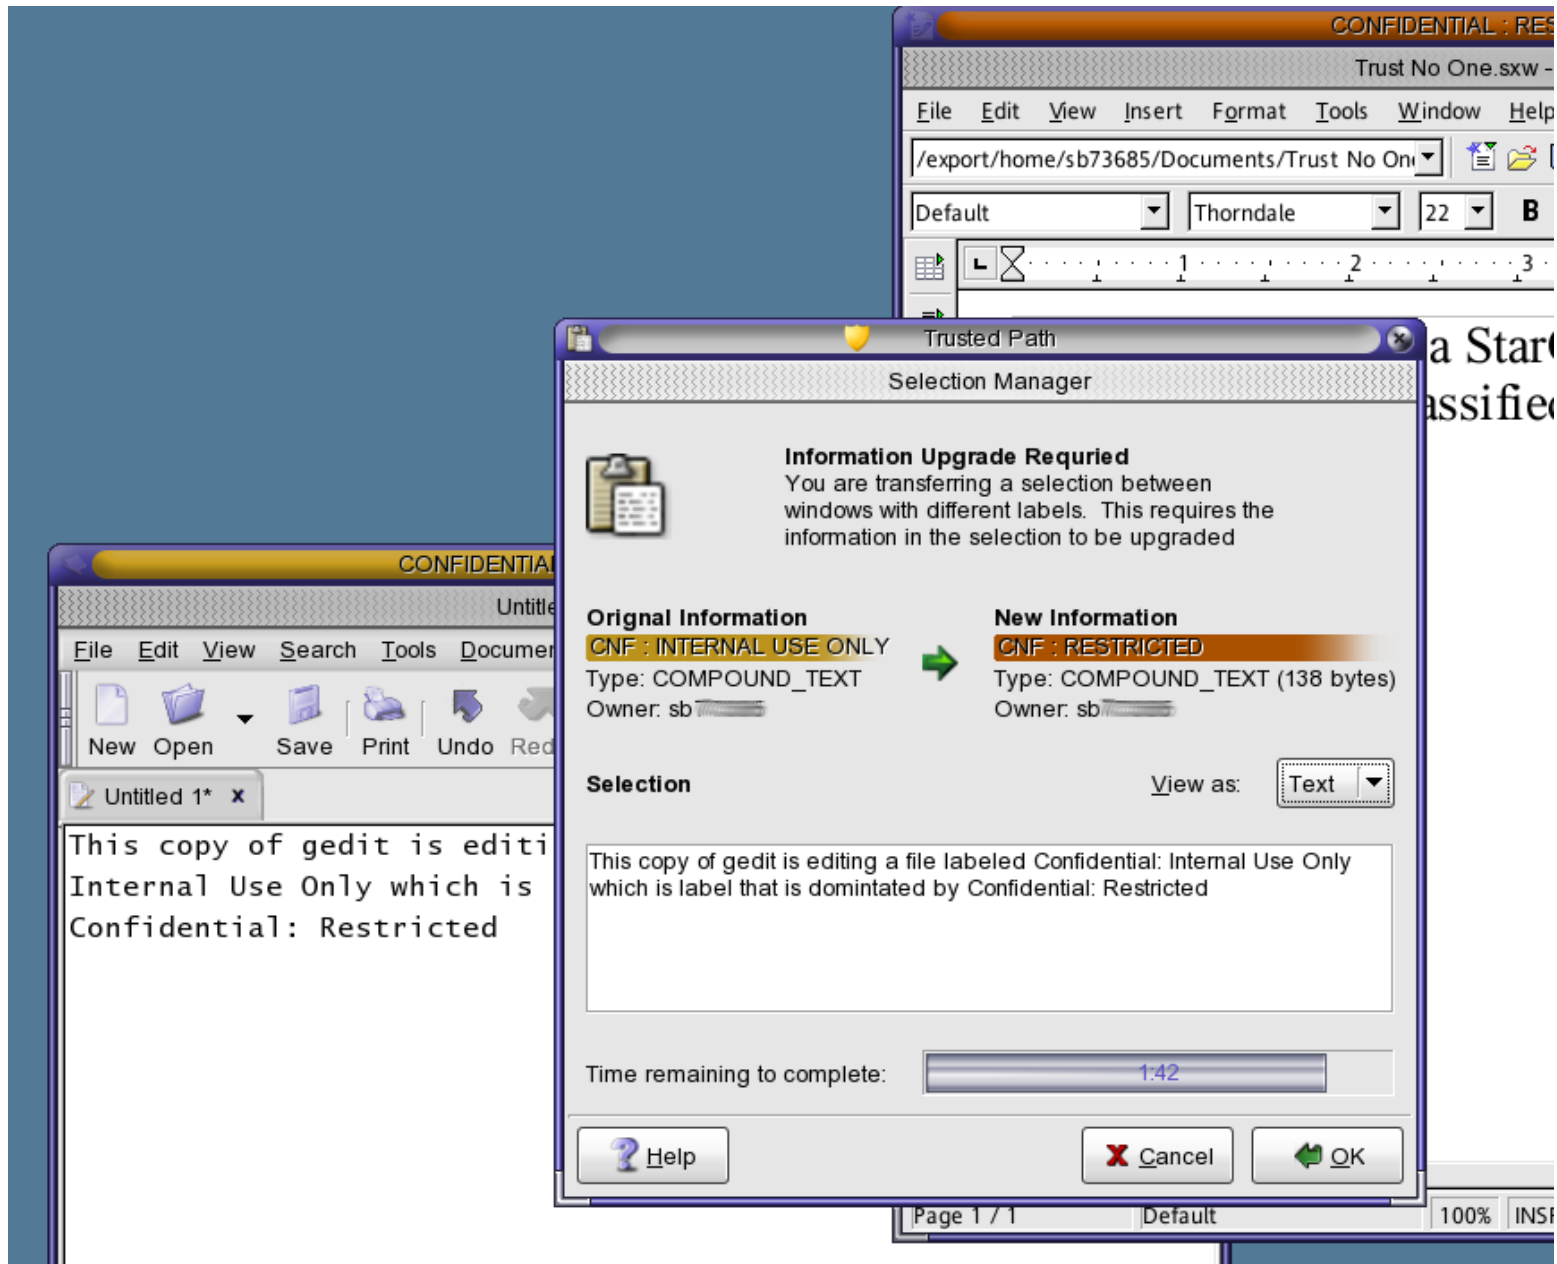 CONFIDENTIAL : RES
Trust No One.sxw -
File Edit View Insert Format Tools Window Help
/export/home/sb73685/Documents/Trust No On
Default Thorndale 22 B
1 2 3
a Star
assified
Trusted Path
Selection Manager
Information Upgrade Requried
You are transferring a selection between
windows with different labels. This requires the
information in the selection to be upgraded
Orignal Information
CNF : INTERNAL USE ONLY
Type: COMPOUND_TEXT
Owner: sb
New Information
CNF : RESTRICTED
Type: COMPOUND_TEXT (138 bytes)
Owner: sb
Selection
View as: Text
This copy of gedit is editing a file labeled Confidential: Internal Use Only
which is label that is domintated by Confidential: Restricted
Time remaining to complete: 1:42
Help Cancel OK
CONFIDENTIAL
Untitle
File Edit View Search Tools Documen
New Open Save Print Undo Red
Untitled 1* x
This copy of gedit is editi
Internal Use Only which is
Confidential: Restricted
Page 1 / 1 Default 100% INSR